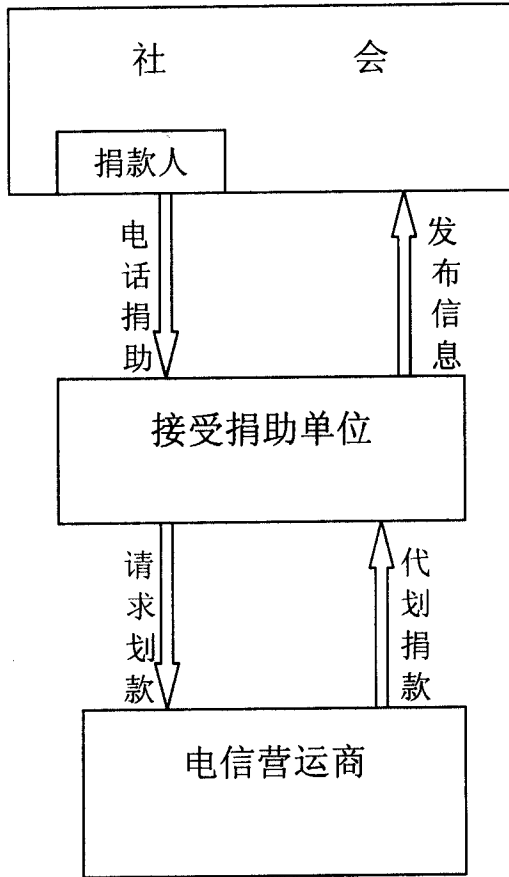 社 会
捐款人
电话捐助
发布信息
接受捐助单位
请求划款
代划捐款
电信营运商